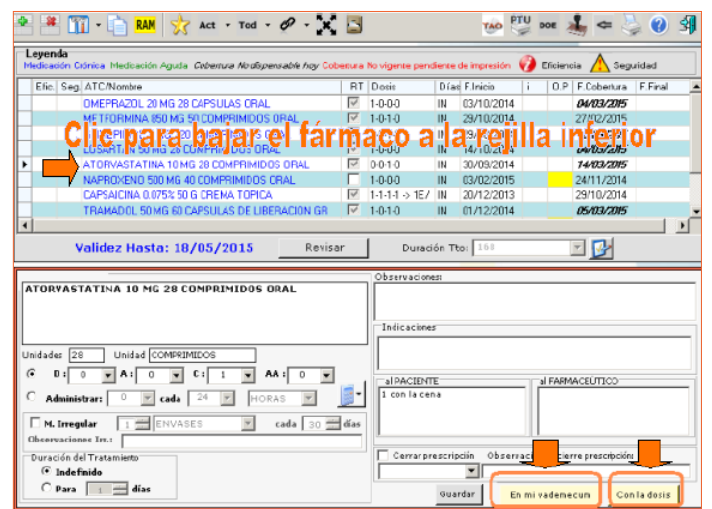 RAM Act Tod TAO PTU DOE
Leyenda
Medicación Crónica Medicación Aguda Cobertura No dispensable hoy Cobertura No vigente pendiente de impresión Eficiencia Seguridad
Efic. Seg. ATC/Nombre RT Dosis Días F.Inicio i O.P F.Cobertura F.Final
OMEPRAZOL 20 MG 28 CAPSULAS ORAL 1-0-0-0 IN 03/10/2014 04/03/2015
METFORMINA 850 MG 50 COMPRIMIDOS ORAL 1-0-1-0 IN 29/10/2014 27/02/2015
Clic para bajar el fármaco a la rejilla inferior
LOSARTAN 50 MG 28 COMPRIMIDOS ORAL 1-0-0-0 IN 14/10/2014
ATORVASTATINA 10 MG 28 COMPRIMIDOS ORAL 0-0-1-0 IN 30/09/2014 14/03/2015
NAPROXENO 500 MG 40 COMPRIMIDOS ORAL 1-0-1-0 IN 03/02/2015 24/11/2014
CAPSAICINA 0.075% 50 G CREMA TOPICA 1-1-1-1 -> 1E/ IN 20/12/2013 29/10/2014
TRAMADOL 50 MG 60 CAPSULAS DE LIBERACION GR 1-0-1-0 IN 01/12/2014 05/03/2015
Validez Hasta: 18/05/2015 Revisar Duración Tto: 168
ATORVASTATINA 10 MG 28 COMPRIMIDOS ORAL
Observaciones:
Indicaciones
Unidades 28 Unidad COMPRIMIDOS
D: 0 A: 0 C: 1 AA: 0
al PACIENTE al FARMACEÚTICO
Administrar: 0 cada 24 HORAS
1 con la cena
M. Irregular 1 ENVASES cada 30 días
Observaciones Irr.:
Duración del Tratamiento
Cerrar prescripción cierre prescripción
Indefinido
Para 1 días
Guardar En mi vademecum Con la dosis